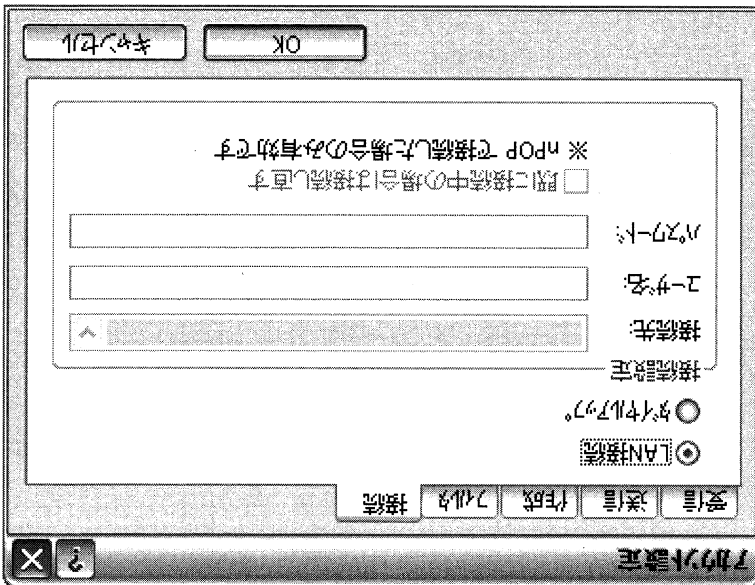 アカウント設定
?
受信 送信 作成 フィルタ 接続
LAN接続
ダイヤルアップ
接続設定
接続先:
ユーザ名:
パスワード:
既に接続中の場合は接続し直す
※ nPOP で接続した場合のみ有効です
OK キャンセル